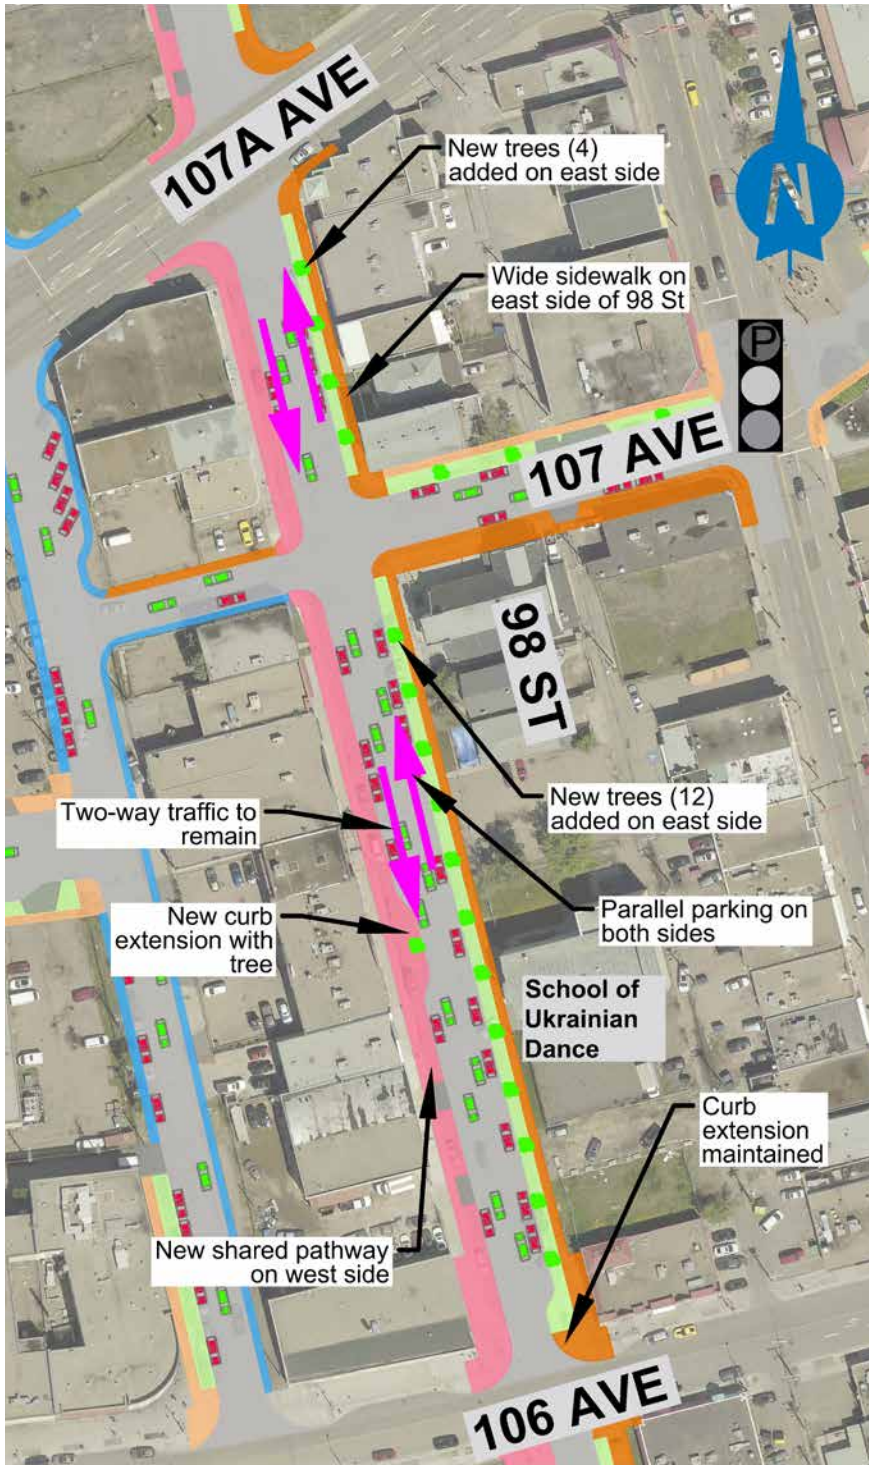 107A AVE
New trees (4)
added on east side
N
Wide sidewalk on
east side of 98 St
P
107 AVE
98 ST
New trees (12)
added on east side
Two-way traffic to
remain
Parallel parking on
both sides
New curb
extension with
tree
School of
Ukrainian
Dance
Curb
extension
maintained
New shared pathway
on west side
106 AVE